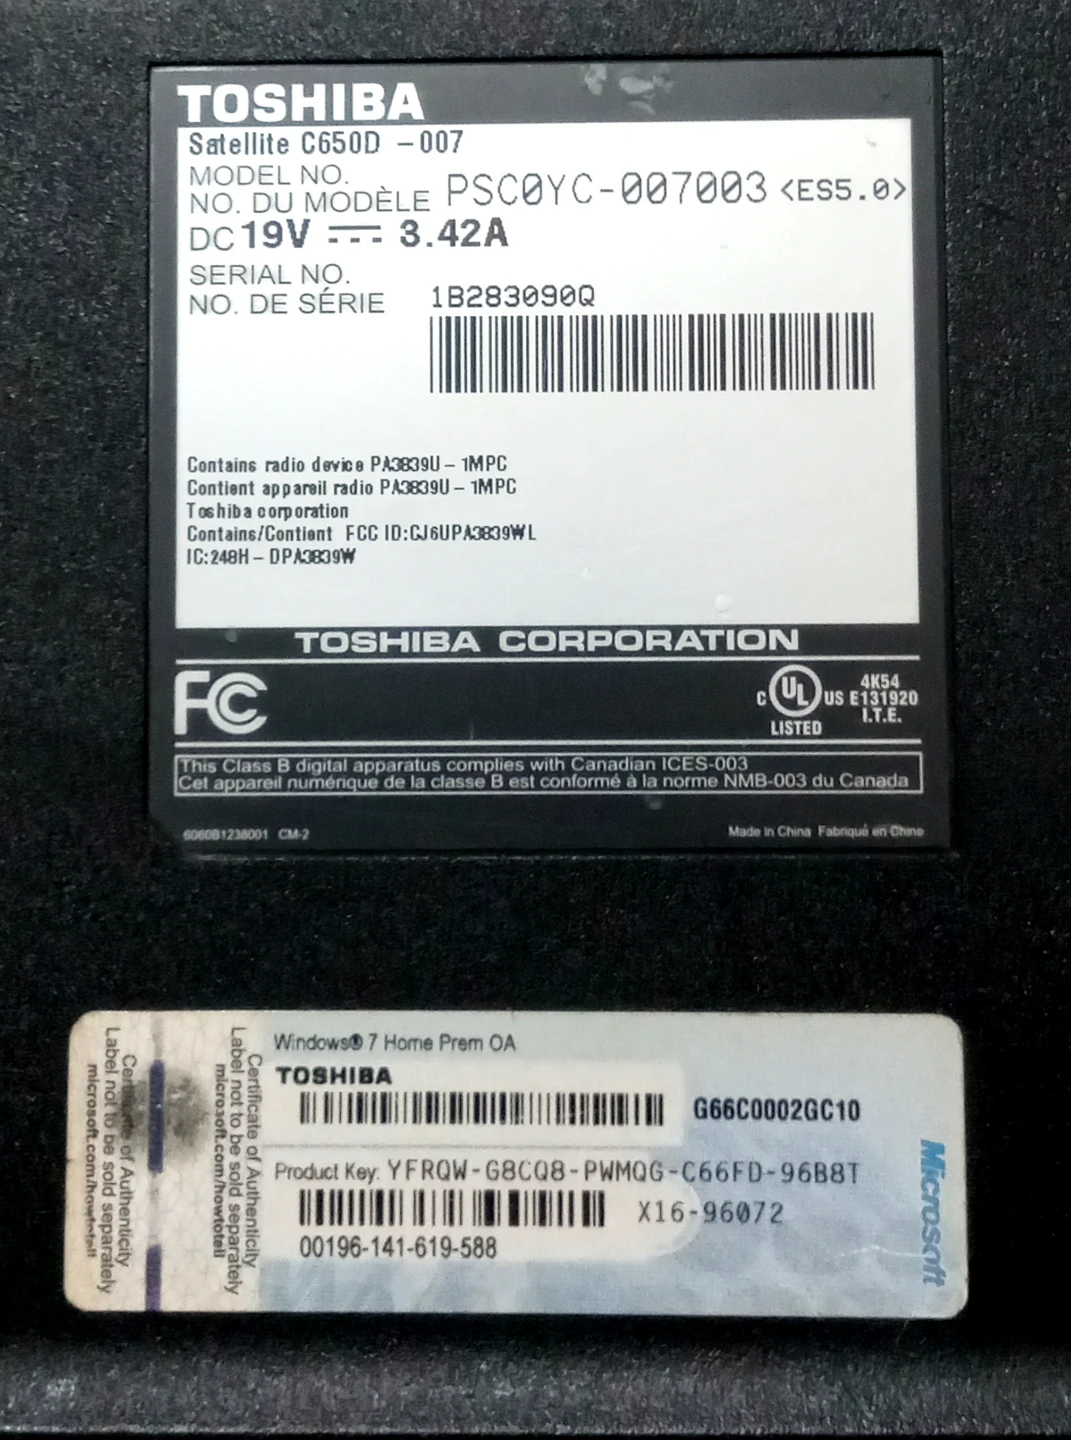 TOSHIBA
Satellite C650D -007
MODEL NO.
NO. DU MODÈLE PSC0YC-007003 <ES5.0>
DC 19V 3.42A
SERIAL NO.
NO. DE SÉRIE 1B283090Q
Contains radio device PA3839U-1MPC
Contient appareil radio PA3839U-1MPC
Toshiba corporation
Contains/Contient FCC ID:CJ6UPA3839WL
IC:248H-DPA3839W
TOSHIBA CORPORATION
FC
C UL US LISTED
4K54
E131920
I.T.E.
This Class B digital apparatus complies with Canadian ICES-003
Cet appareil numérique de la classe B est conformé à la norme NMB-003 du Canada
6060B1238001 CM-2
Made in China Fabriqué en Chine
Certificate of Authenticity
Label not to be sold separately
microsoft.com/howtotell
Certificate of Authenticity
Label not to be sold separately
microsoft.com/howtotell
Windows® 7 Home Prem OA
TOSHIBA
G66C0002GC10
Product Key: YFRQW-G8CQ8-PWMQG-C66FD-96B8T
X16-96072
00196-141-619-588
Microsoft